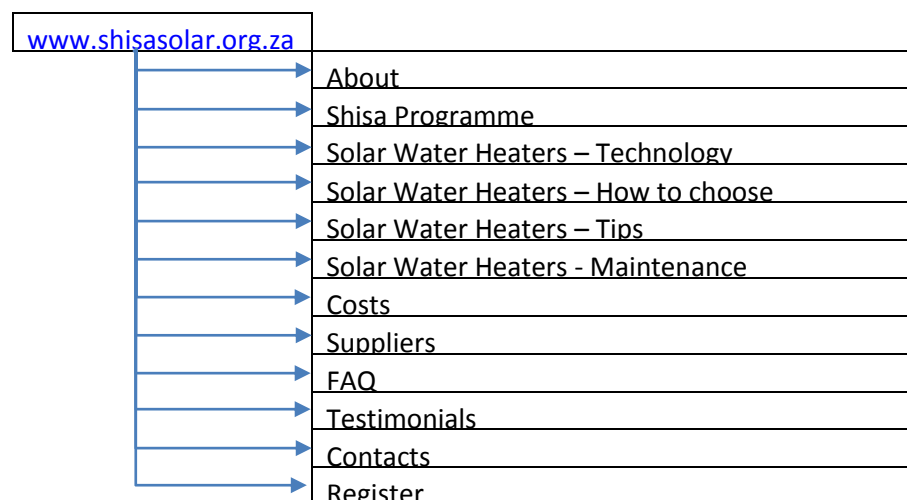 www.shisasolar.org.za
About
Shisa Programme
Solar Water Heaters – Technology
Solar Water Heaters – How to choose
Solar Water Heaters – Tips
Solar Water Heaters - Maintenance
Costs
Suppliers
FAQ
Testimonials
Contacts
Register